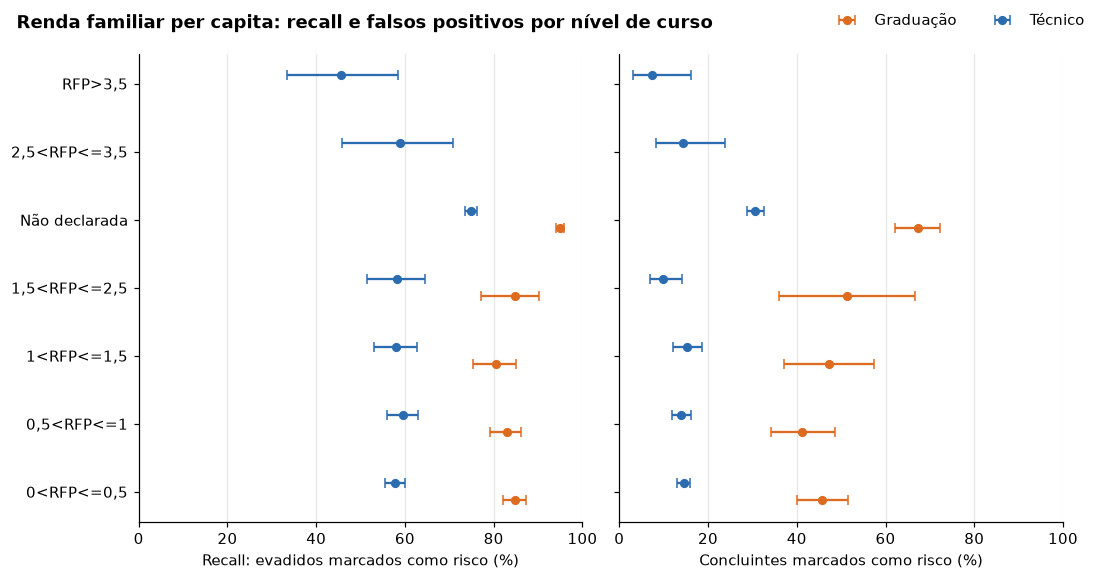 Renda familiar per capita: recall e falsos positivos por nível de curso
Graduação
Técnico
RFP>3,5
2,5<RFP<=3,5
Não declarada
1,5<RFP<=2,5
1<RFP<=1,5
0,5<RFP<=1
0<RFP<=0,5
0 20 40 60 80 100
Recall: evadidos marcados como risco (%)
0 20 40 60 80 100
Concluintes marcados como risco (%)